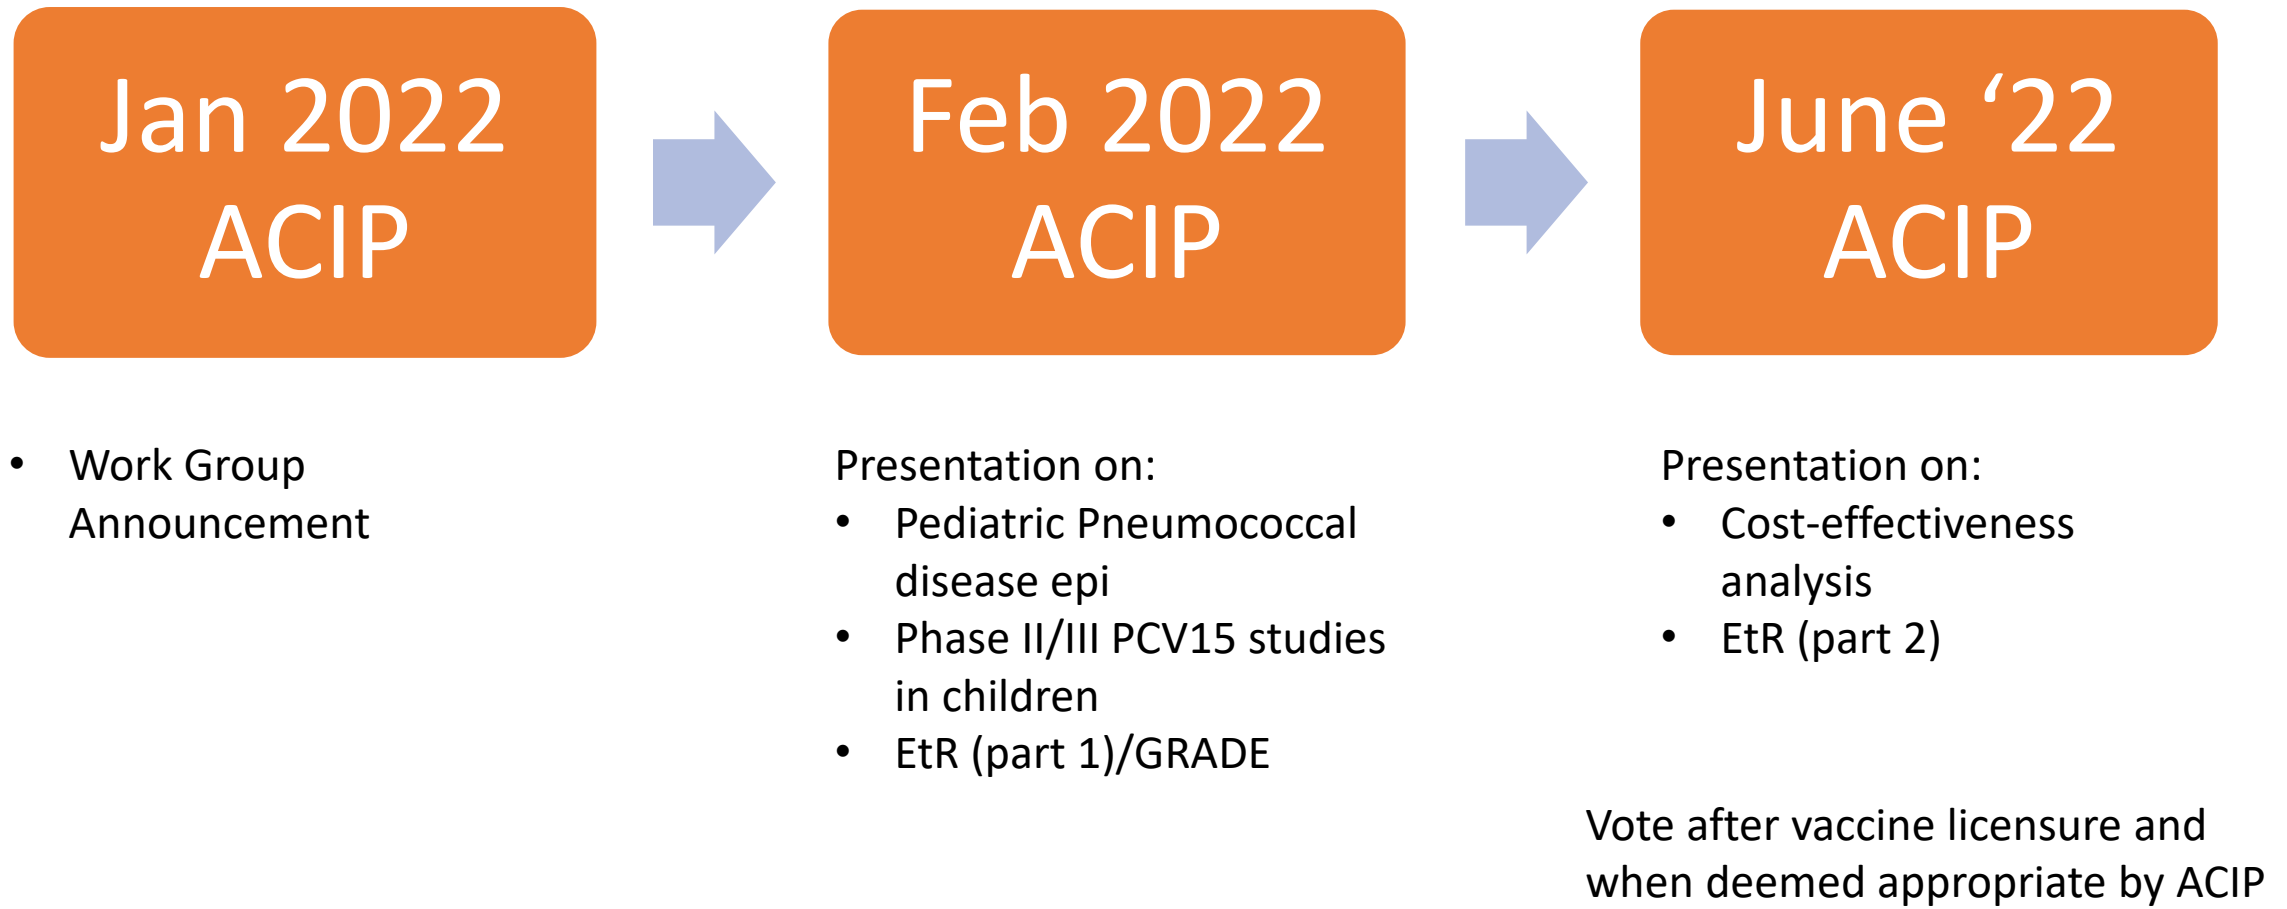 Jan 2022
ACIP
Feb 2022
ACIP
June ‘22
ACIP
• Work Group
Announcement
Presentation on:
• Pediatric Pneumococcal
disease epi
• Phase II/III PCV15 studies
in children
• EtR (part 1)/GRADE
Presentation on:
• Cost-effectiveness
analysis
• EtR (part 2)
Vote after vaccine licensure and
when deemed appropriate by ACIP